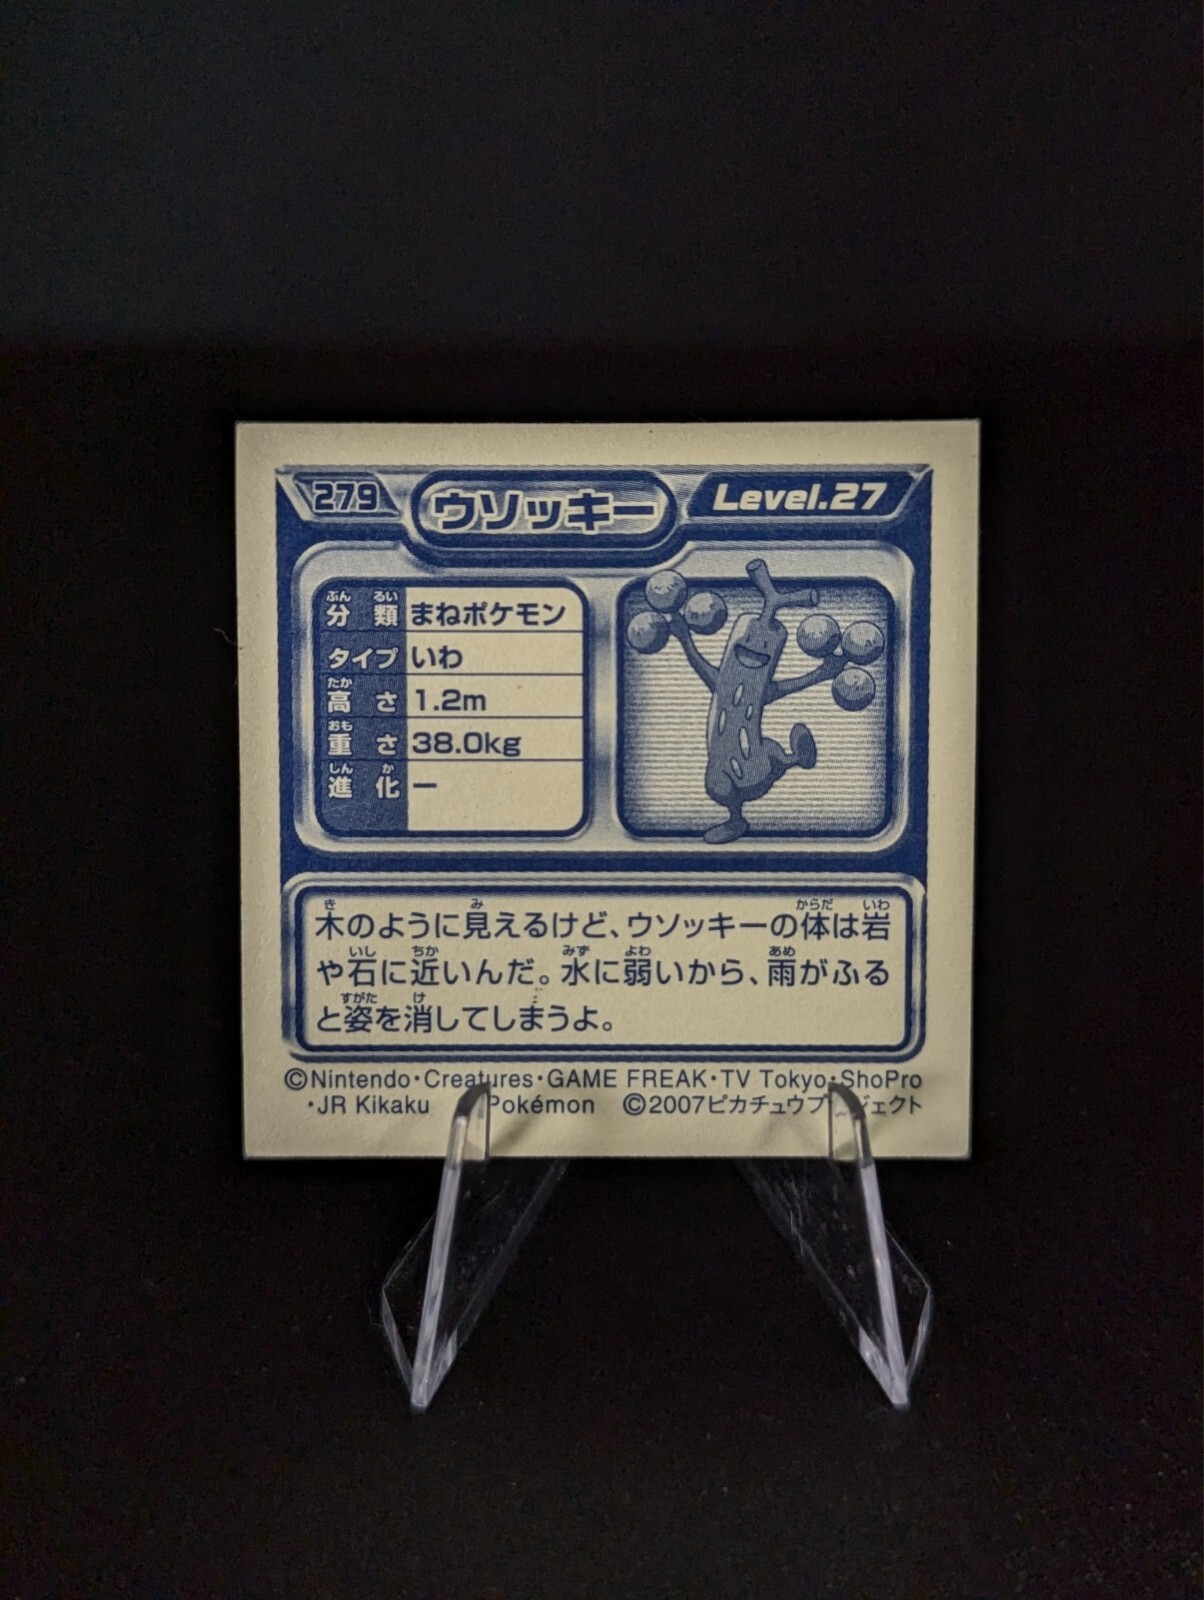 279 ウソッキー Level.27
分類 まねポケモン
タイプ いわ
高さ 1.2m
重さ 38.0kg
進化 ー
木のように見えるけど、ウソッキーの体は岩
や石に近いんだ。水に弱いから、雨がふる
と姿を消してしまうよ。
©Nintendo・Creatures・GAME FREAK・TV Tokyo・ShoPro
・JR Kikaku Pokémon ©2007ピカチュウプ ジェクト